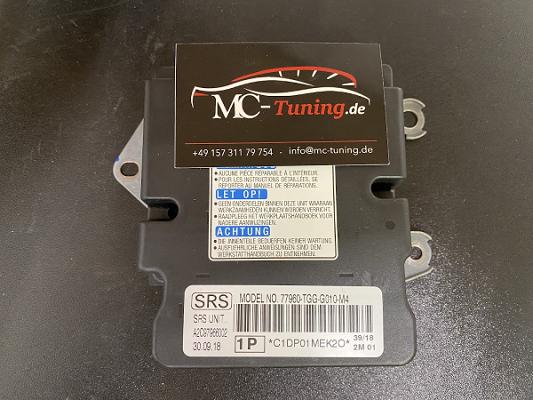 MC-Tuning.de
+49 157 311 79 754 - info@mc-tuning.de
• AUCUNE PIÈCE RÉPARABLE À L'INTÉRIEUR.
• POUR LES INSTRUCTIONS DÉTAILLÉES, SE
REPORTER AU MANUEL DE RÉPARATIONS.
LET OP!
• GEEN ONDERDELEN BINNEN DEZE UNIT WAARAAN
WERKZAAMHEDEN KUNNEN WORDEN VERRICHT.
• RAADPLEEG HET WERKPLAATSHANDBOEK VOOR
NADERE AANWIJZINGEN.
ACHTUNG
• DIE INNENTEILE BEDUERFEN KEINER WARTUNG.
• AUSFUEHRLICHE ANWEISUNGEN SIND DEM
WERKSTATTHANDBUCH ZU ENTNEHMEN.
SRS MODEL NO. 77960-TGG-G010-M4
SRS UNIT
A2C97986002
30.09.18 1P *C1DP01MEK2O* 39/18
2M 01